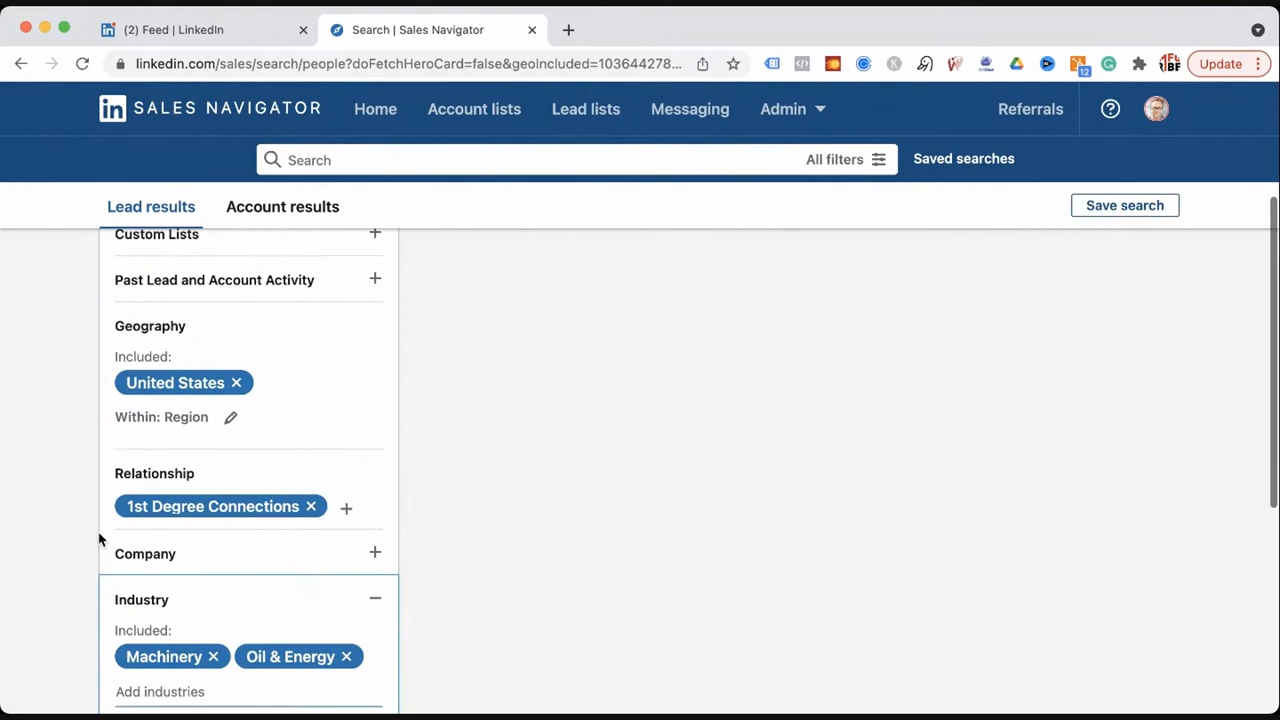 (2) Feed | LinkedIn
Search | Sales Navigator
linkedin.com/sales/search/people?doFetchHeroCard=false&geoIncluded=103644278...
12
Update
in SALES NAVIGATOR
Home
Account lists
Lead lists
Messaging
Admin
Referrals
Search
All filters
Saved searches
Lead results
Account results
Save search
Custom Lists
Past Lead and Account Activity
Geography
Included:
United States
Within: Region
Relationship
1st Degree Connections
Company
Industry
Included:
Machinery
Oil & Energy
Add industries